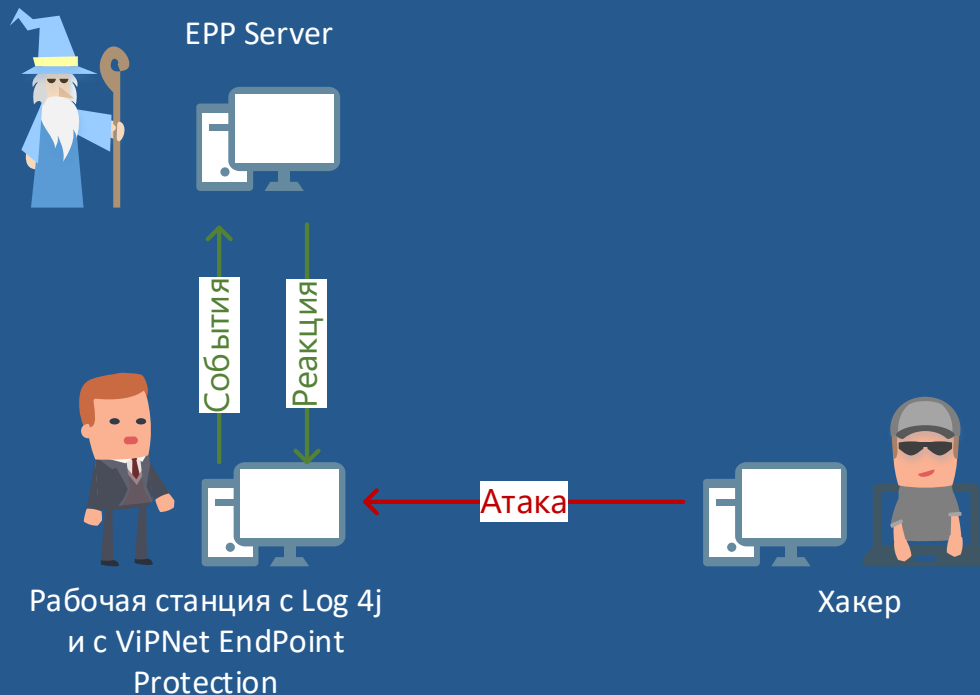 EPP Server
События
Реакция
Атака
Рабочая станция с Log 4j
и с ViPNet EndPoint
Protection
Хакер